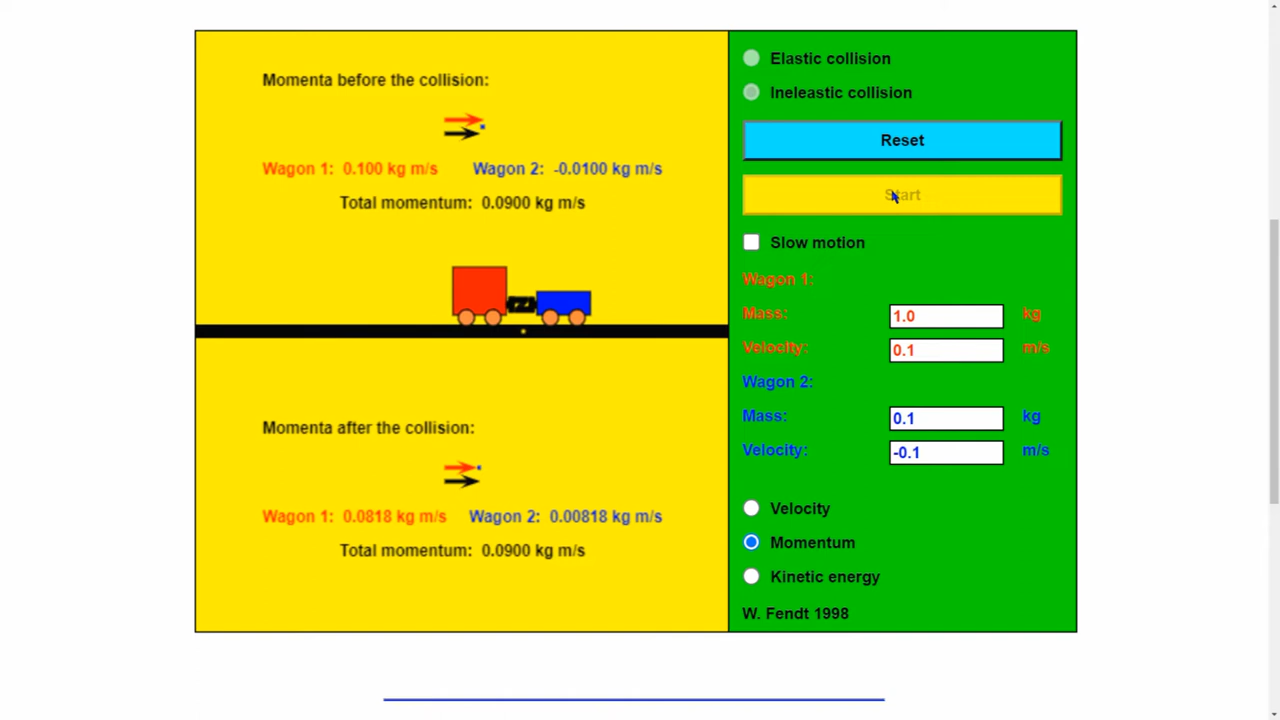 Momenta before the collision:
Wagon 1: 0.100 kg m/s Wagon 2: -0.0100 kg m/s
Total momentum: 0.0900 kg m/s
Momenta after the collision:
Wagon 1: 0.0818 kg m/s Wagon 2: 0.00818 kg m/s
Total momentum: 0.0900 kg m/s
Elastic collision
Ineleastic collision
Reset
Start
Slow motion
Wagon 1:
Mass: 1.0 kg
Velocity: 0.1 m/s
Wagon 2:
Mass: 0.1 kg
Velocity: -0.1 m/s
Velocity
Momentum
Kinetic energy
W. Fendt 1998